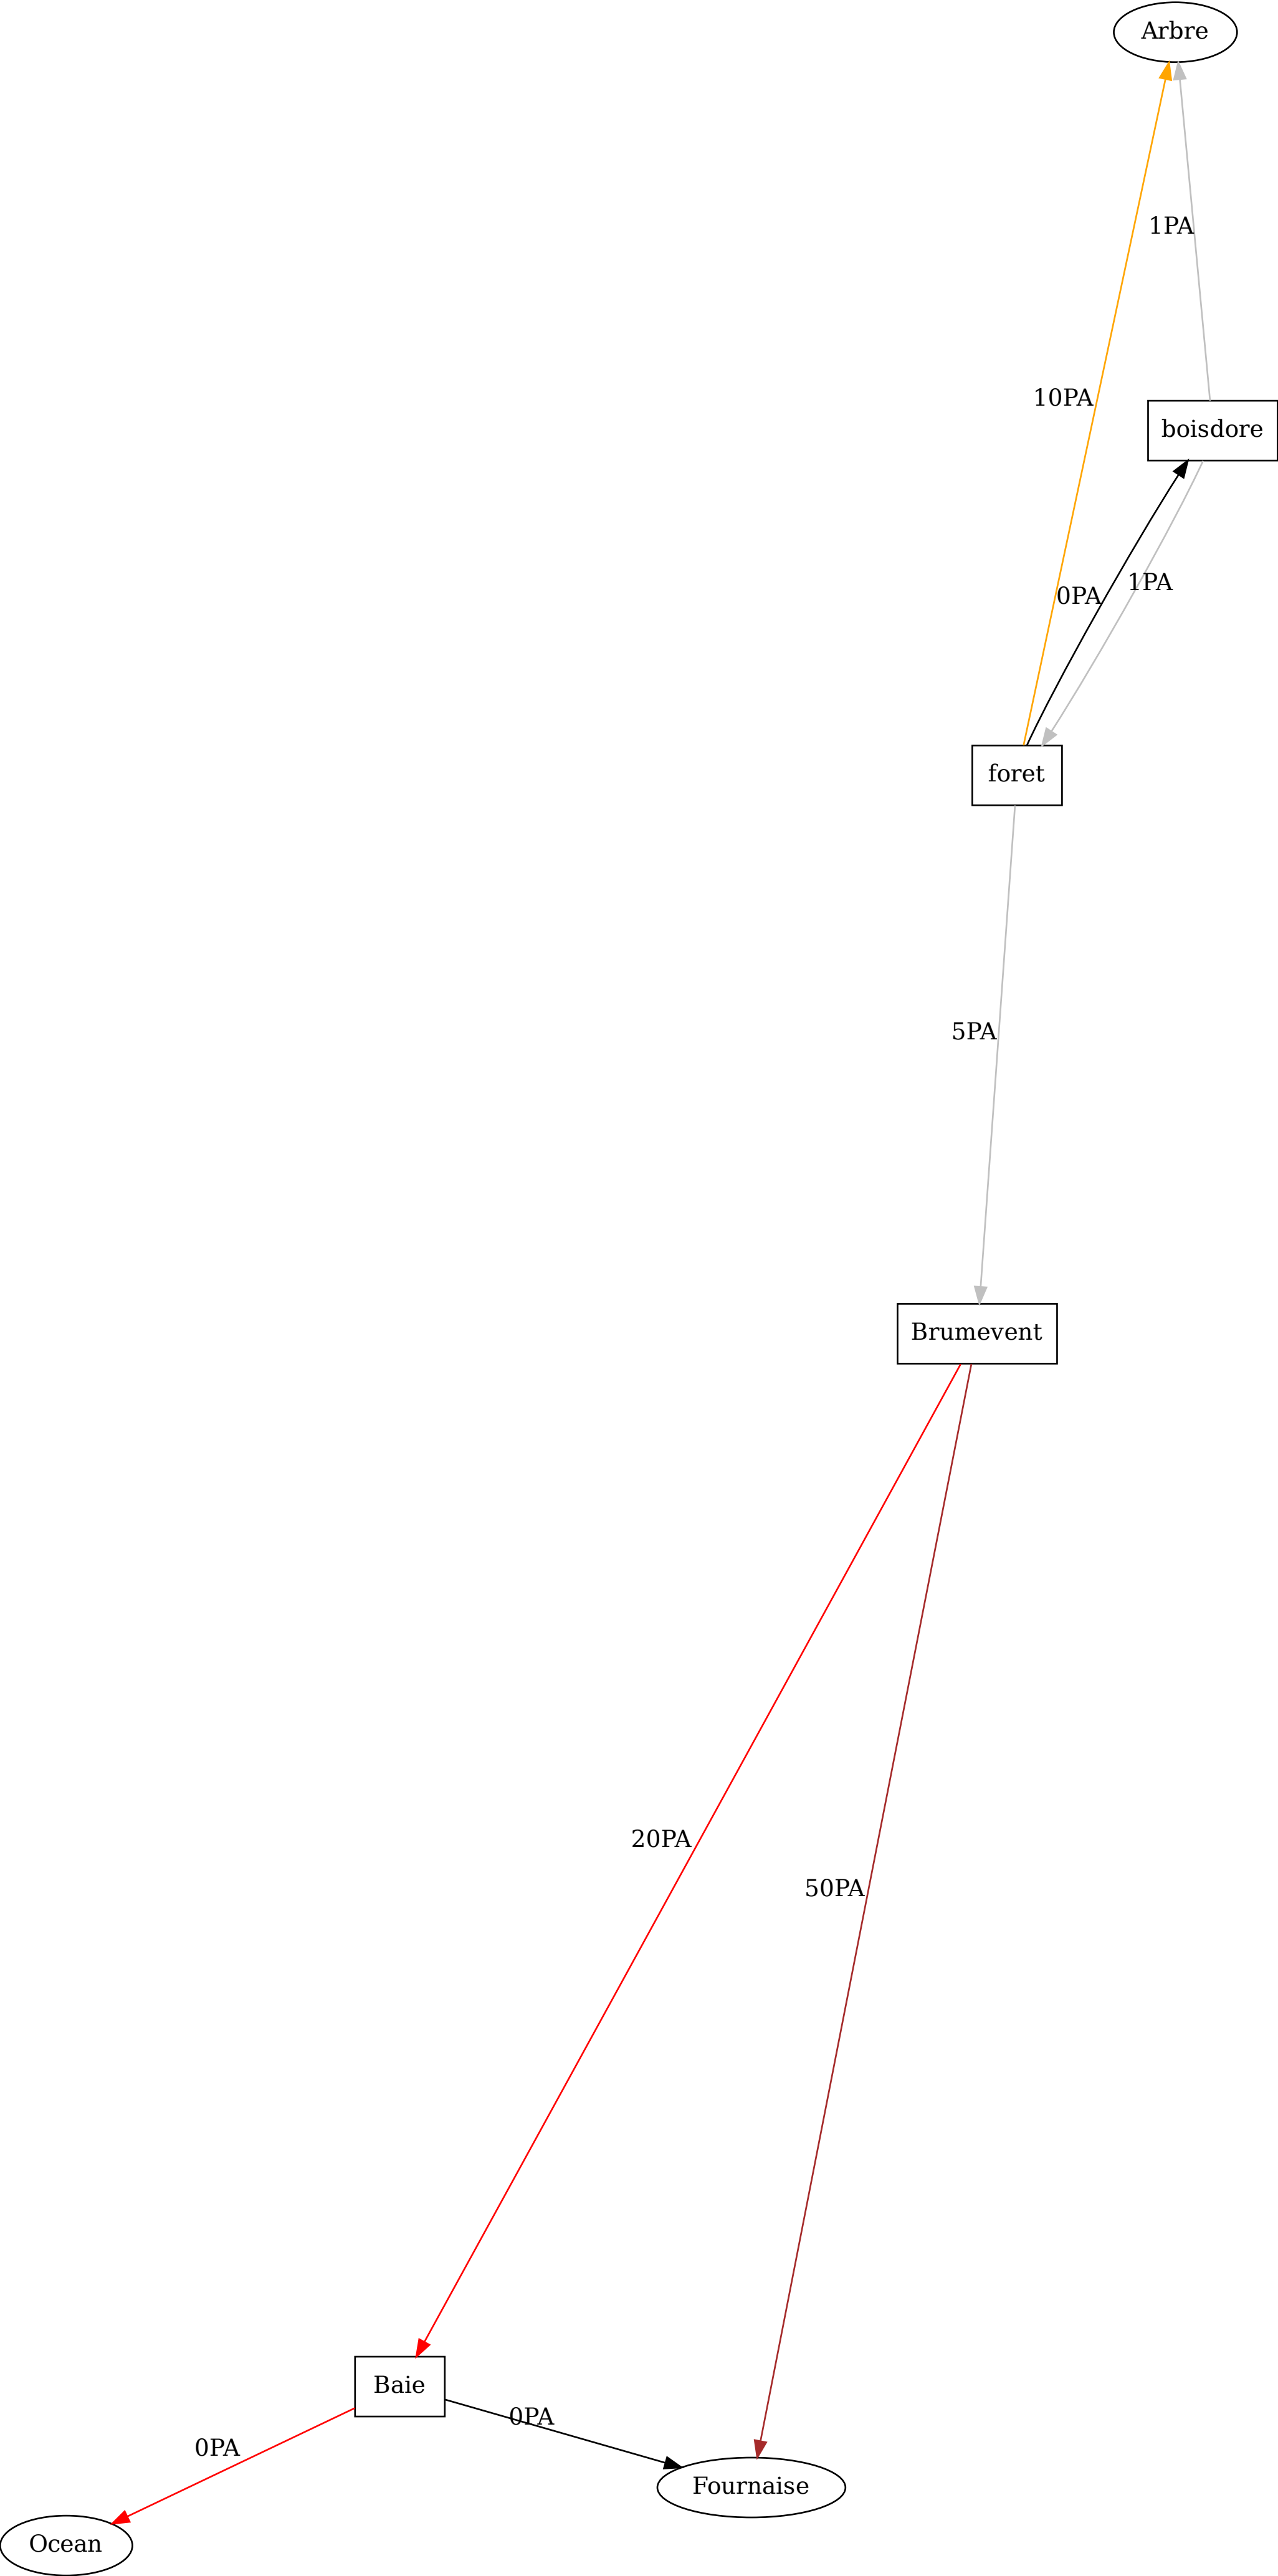 Arbre
1PA
10PA
boisdore
1PA
0PA
foret
5PA
Brumevent
20PA
50PA
Baie
0PA
0PA
Fournaise
Ocean